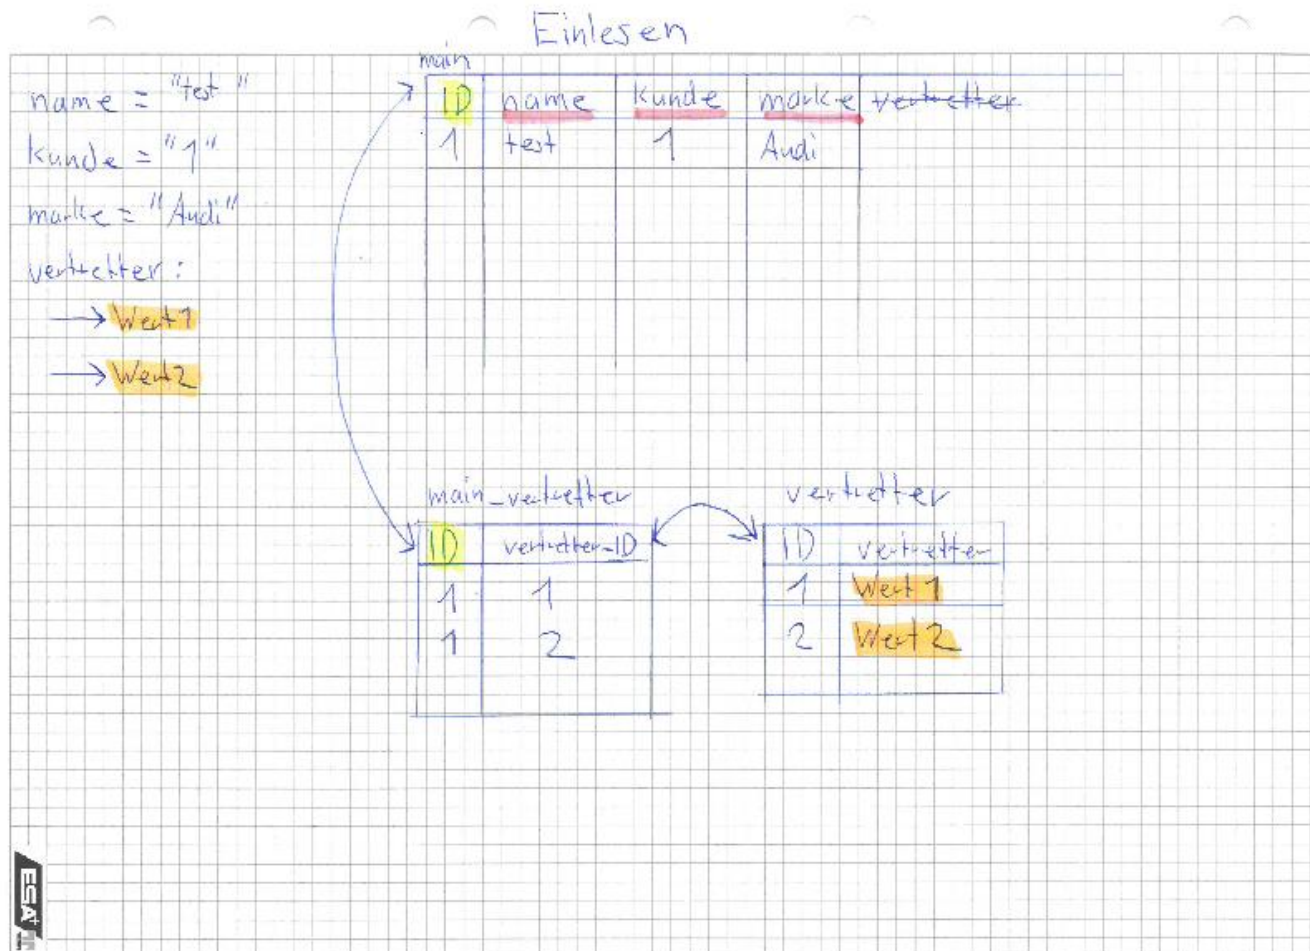 Einlesen
name = "test"
kunde = "1"
marke = "Audi"
vertretter:
→ Wert1
→ Wert2
main
ID name kunde marke vertretter
1 test 1 Audi
main_vertretter
ID vertretter_ID
1 1
1 2
vertretter
ID vertretter
1 Wert 1
2 Wert 2
ESA